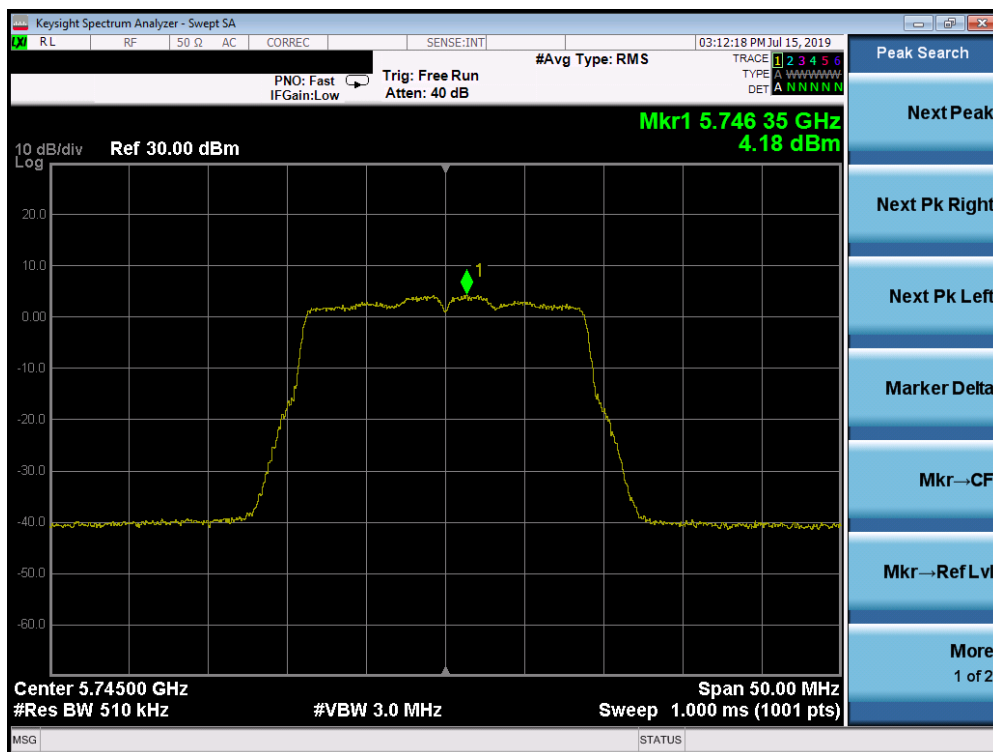 Keysight Spectrum Analyzer - Swept SA
LXI RL RF 50 Ω AC CORREC SENSE:INT 03:12:18 PM Jul 15, 2019
#Avg Type: RMS
TRACE 1 2 3 4 5 6
PNO: Fast Trig: Free Run
TYPE A WWWWW
IFGain:Low Atten: 40 dB
DET A N N N N N
Mkr1 5.746 35 GHz
4.18 dBm
10 dB/div Ref 30.00 dBm
Log
20.0
10.0
1
0.00
-10.0
-20.0
-30.0
-40.0
-50.0
-60.0
Center 5.74500 GHz Span 50.00 MHz
#Res BW 510 kHz #VBW 3.0 MHz Sweep 1.000 ms (1001 pts)
MSG STATUS
Peak Search
Next Peak
Next Pk Right
Next Pk Left
Marker Delta
Mkr→CF
Mkr→Ref Lvl
More
1 of 2